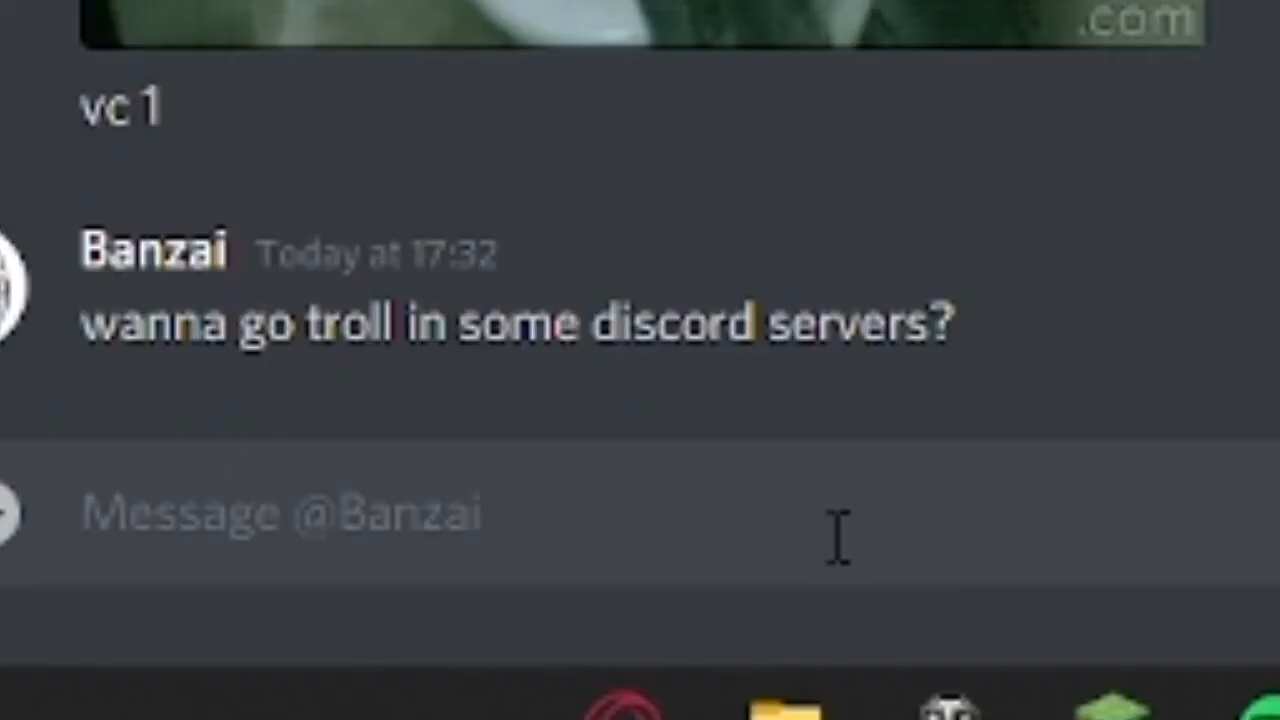 .com
vc 1
Banzai Today at 17:32
wanna go troll in some discord servers?
Message @Banzai